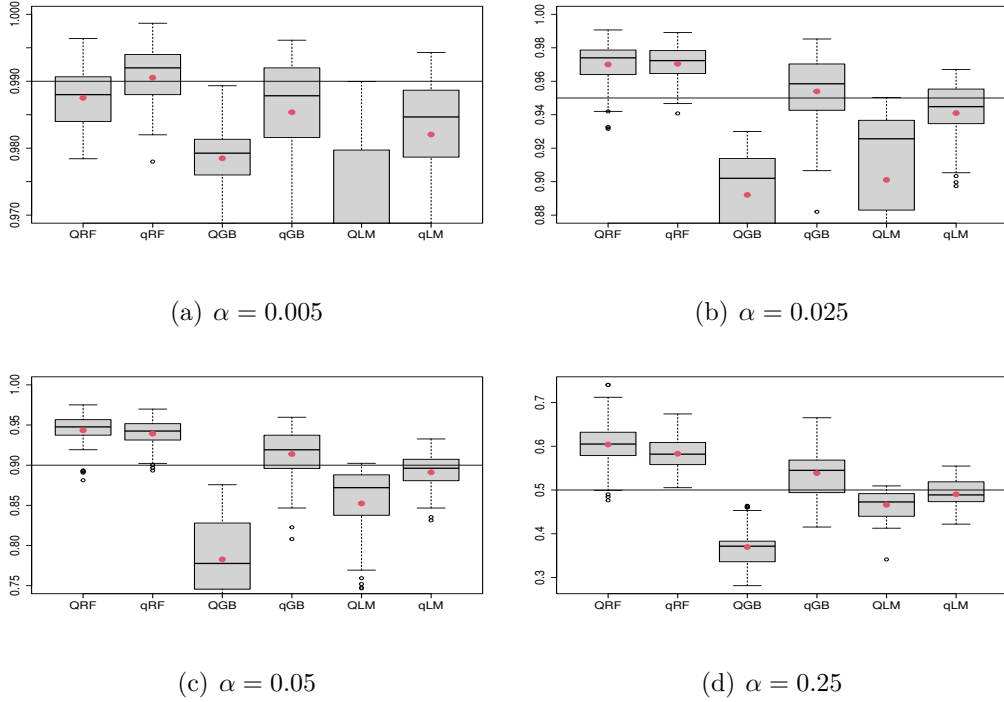 1.000
0.990
0.980
0.970
QRF qRF QGB qGB QLM qLM
(a) α = 0.005
0.98
0.96
0.94
0.92
0.90
0.88
QRF qRF QGB qGB QLM qLM
(b) α = 0.025
1.00
0.95
0.90
0.85
0.80
0.75
QRF qRF QGB qGB QLM qLM
(c) α = 0.05
0.7
0.6
0.5
0.4
0.3
QRF qRF QGB qGB QLM qLM
(d) α = 0.25